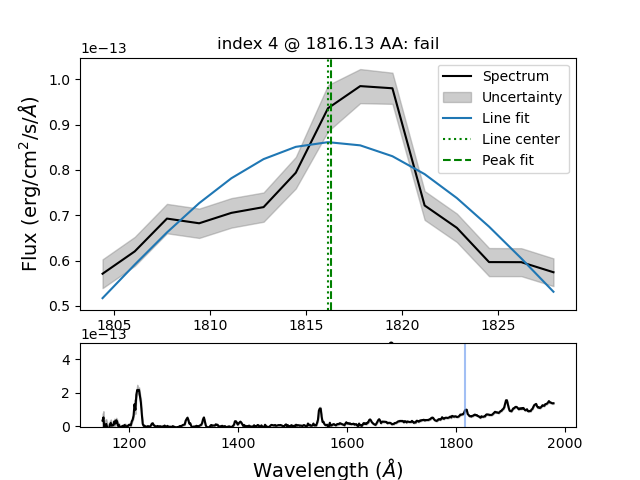 index 4 @ 1816.13 AA: fail
1e−13
1.0
0.9
0.8
0.7
0.6
0.5
Flux (erg/cm²/s/Å)
Spectrum
Uncertainty
Line fit
Line center
Peak fit
1805 1810 1815 1820 1825
1e−13
4
2
0
1200 1400 1600 1800 2000
Wavelength (Å)